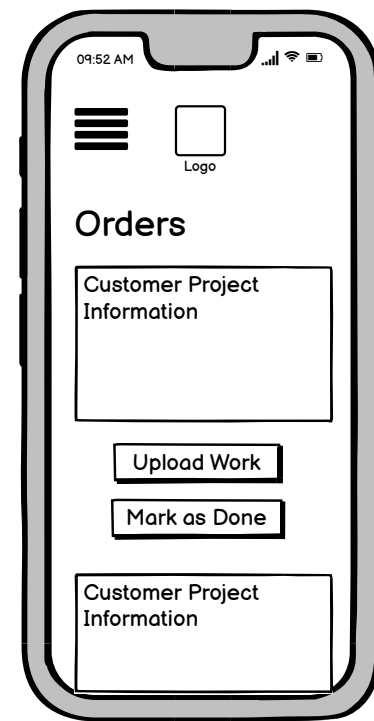 09:52 AM
Logo
Orders
Customer Project
Information
Upload Work
Mark as Done
Customer Project
Information